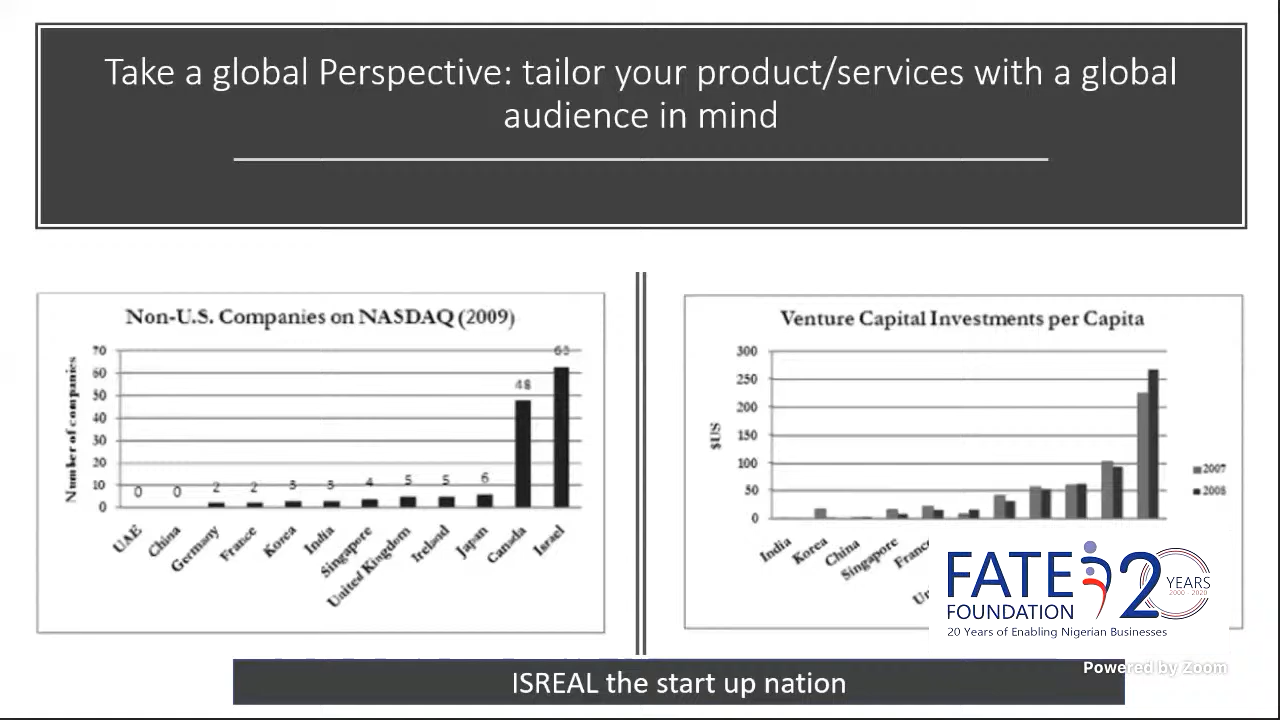 Take a global Perspective: tailor your product/services with a global
audience in mind
Non-U.S. Companies on NASDAQ (2009)
Number of companies
70
60
50
40
30
20
10
0
0
0
2
2
3
3
4
5
5
6
48
63
UAE
China
Germany
France
Korea
India
Singapore
United Kingdom
Ireland
Japan
Canada
Israel
Venture Capital Investments per Capita
$US
300
250
200
150
100
50
0
India
Korea
China
Singapore
2007
2008
FATE
FOUNDATION
20 YEARS
2000 2020
20 Years of Enabling Nigerian Businesses
Powered by Zoom
ISREAL the start up nation